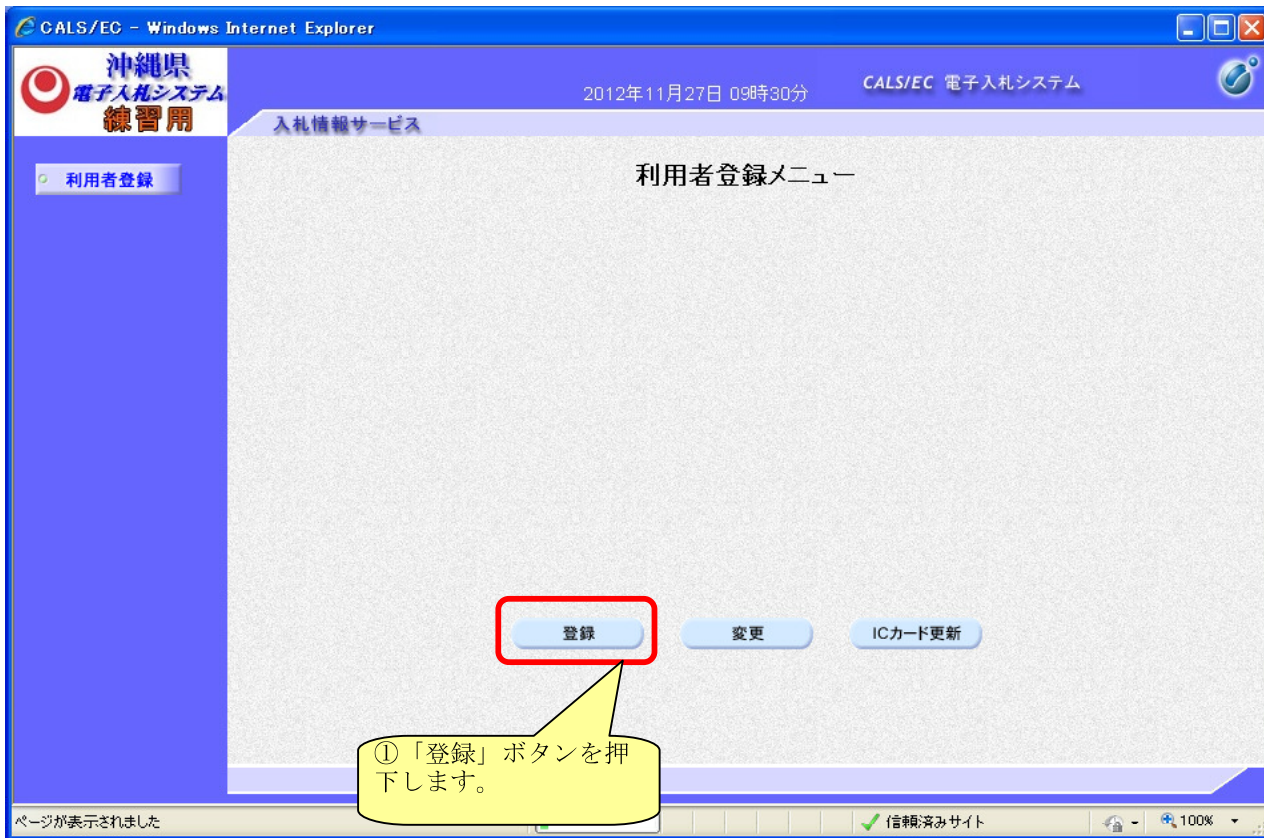 CALS/EC - Windows Internet Explorer
沖縄県
電子入札システム
練習用
2012年11月27日 09時30分
CALS/EC 電子入札システム
入札情報サービス
利用者登録
利用者登録メニュー
登録
変更
ICカード更新
①「登録」ボタンを押
下します。
ページが表示されました
信頼済みサイト
100%